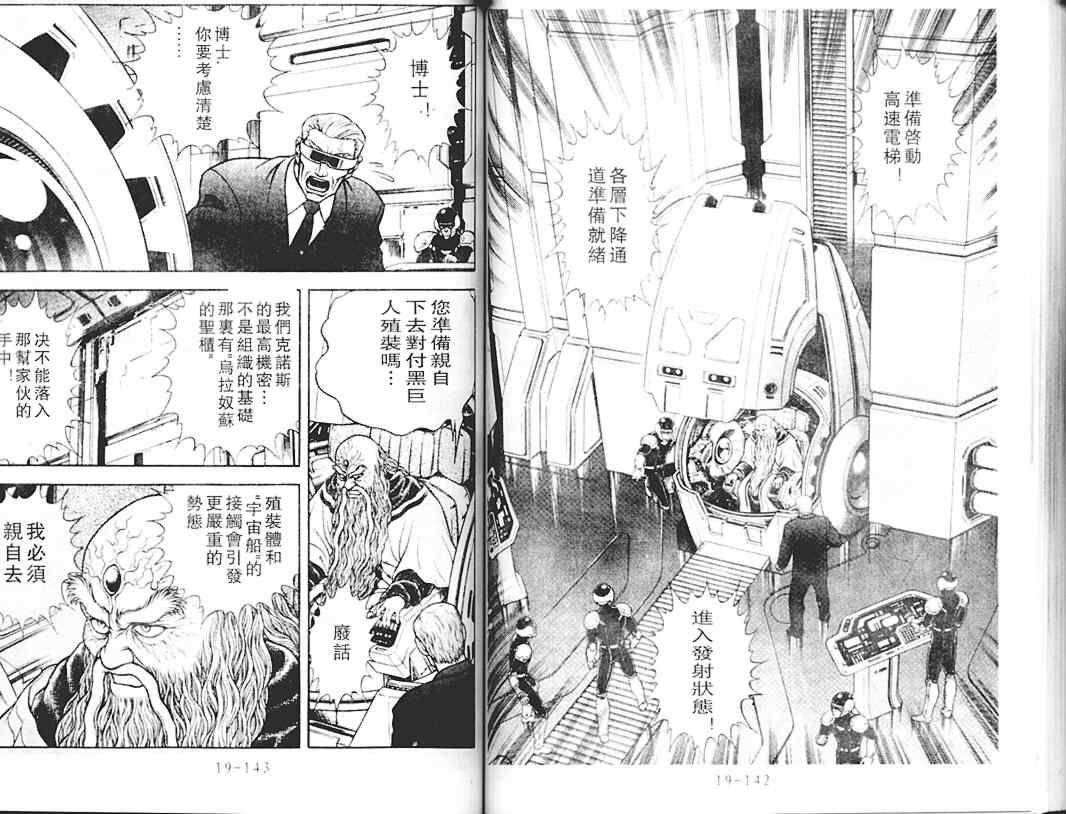 準備啓動
高速電梯！
各層下降通
道準備就緒
進入發射狀態！
19-142
博士！
博士．
你要考慮清楚
……
您準備親自
下去對付黑巨
人殖裝嗎…
廢話
我們克諾斯
的最高機密…
不是組織的基礎
那裏有〝烏拉奴蘇〞
的聖櫃。
决不能落入
那幫家伙的
手中！
殖裝體和
〝宇宙船〞的
接觸會引發
更嚴重的
勢態
我必須
親自去
19-143